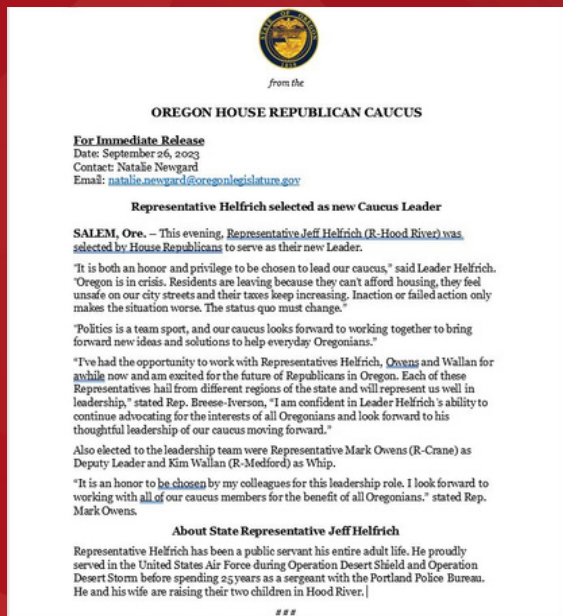 STATE OF OREGON
1859
from the
OREGON HOUSE REPUBLICAN CAUCUS
For Immediate Release
Date: September 26, 2023
Contact: Natalie Newgard
Email: natalie.newgard@oregonlegislature.gov
Representative Helfrich selected as new Caucus Leader
SALEM, Ore. – This evening, Representative Jeff Helfrich (R-Hood River) was
selected by House Republicans to serve as their new Leader.
"It is both an honor and privilege to be chosen to lead our caucus," said Leader Helfrich.
"Oregon is in crisis. Residents are leaving because they can't afford housing, they feel
unsafe on our city streets and their taxes keep increasing. Inaction or failed action only
makes the situation worse. The status quo must change."
"Politics is a team sport, and our caucus looks forward to working together to bring
forward new ideas and solutions to help everyday Oregonians."
"I've had the opportunity to work with Representatives Helfrich, Owens and Wallan for
awhile now and am excited for the future of Republicans in Oregon. Each of these
Representatives hail from different regions of the state and will represent us well in
leadership," stated Rep. Breese-Iverson, "I am confident in Leader Helfrich's ability to
continue advocating for the interests of all Oregonians and look forward to his
thoughtful leadership of our caucus moving forward."
Also elected to the leadership team were Representative Mark Owens (R-Crane) as
Deputy Leader and Kim Wallan (R-Medford) as Whip.
"It is an honor to be chosen by my colleagues for this leadership role. I look forward to
working with all of our caucus members for the benefit of all Oregonians." stated Rep.
Mark Owens.
About State Representative Jeff Helfrich
Representative Helfrich has been a public servant his entire adult life. He proudly
served in the United States Air Force during Operation Desert Shield and Operation
Desert Storm before spending 25 years as a sergeant with the Portland Police Bureau.
He and his wife are raising their two children in Hood River.
###